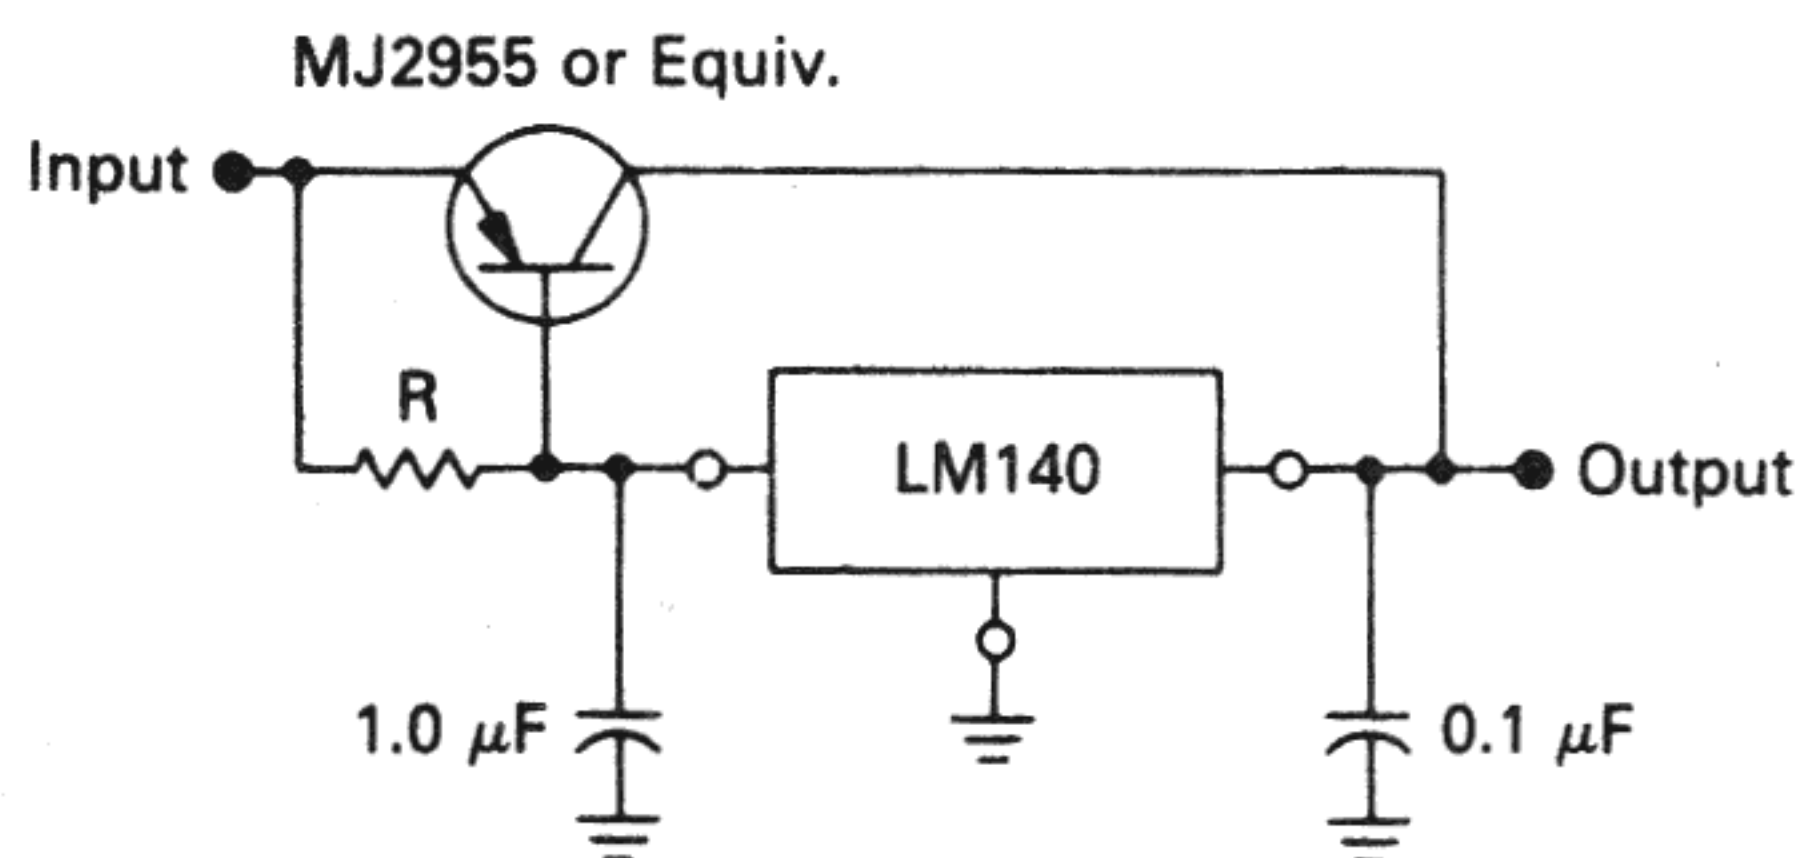 MJ2955 or Equiv.
Input
R
LM140
Output
1.0 μF
0.1 μF